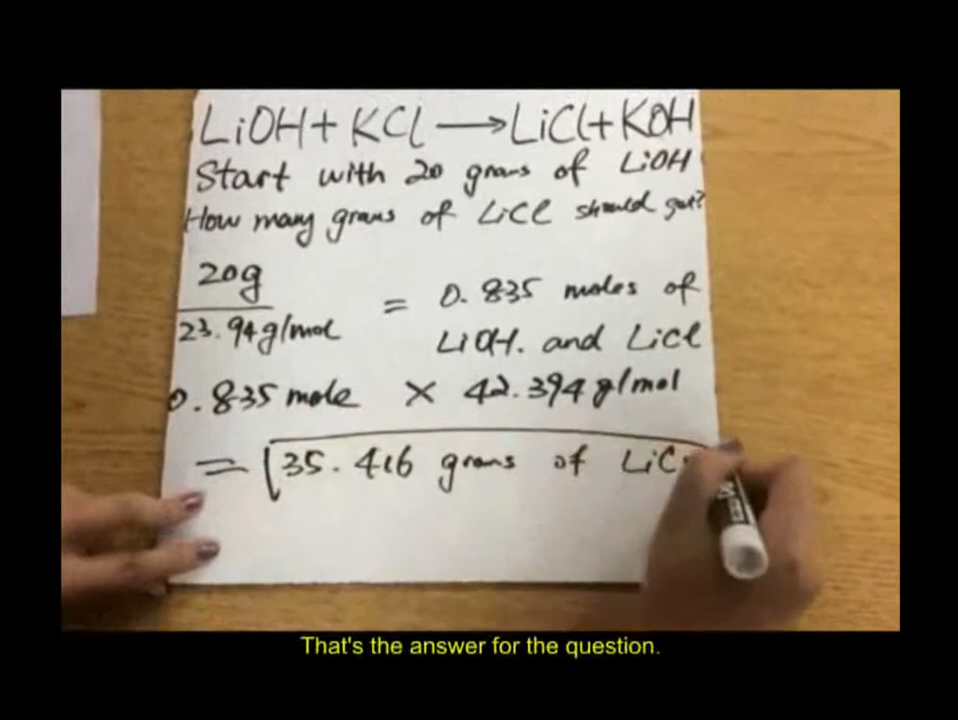 LiOH + KCl → LiCl + KOH
Start with 20 grams of LiOH
How many grams of LiCl should get?
20g
23.94 g/mol
= 0.835 moles of
LiOH. and LiCl
0.835 mole × 42.394 g/mol
= 35.416 grams of LiC
That's the answer for the question.